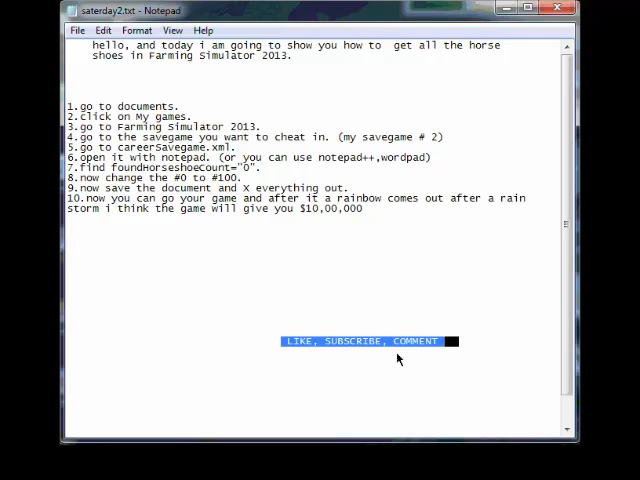 saterday2.txt - Notepad
File Edit Format View Help
hello, and today i am going to show you how to  get all the horse
shoes in Farming Simulator 2013.
1.go to documents.
2.click on My games.
3.go to Farming Simulator 2013.
4.go to the savegame you want to cheat in. (my savegame # 2)
5.go to careerSavegame.xml.
6.open it with notepad. (or you can use notepad++,wordpad)
7.find foundHorseshoeCount="0".
8.now change the #0 to #100.
9.now save the document and X everything out.
10.now you can go your game and after it a rainbow comes out after a rain
storm i think the game will give you $10,00,000
LIKE, SUBSCRIBE, COMMENT